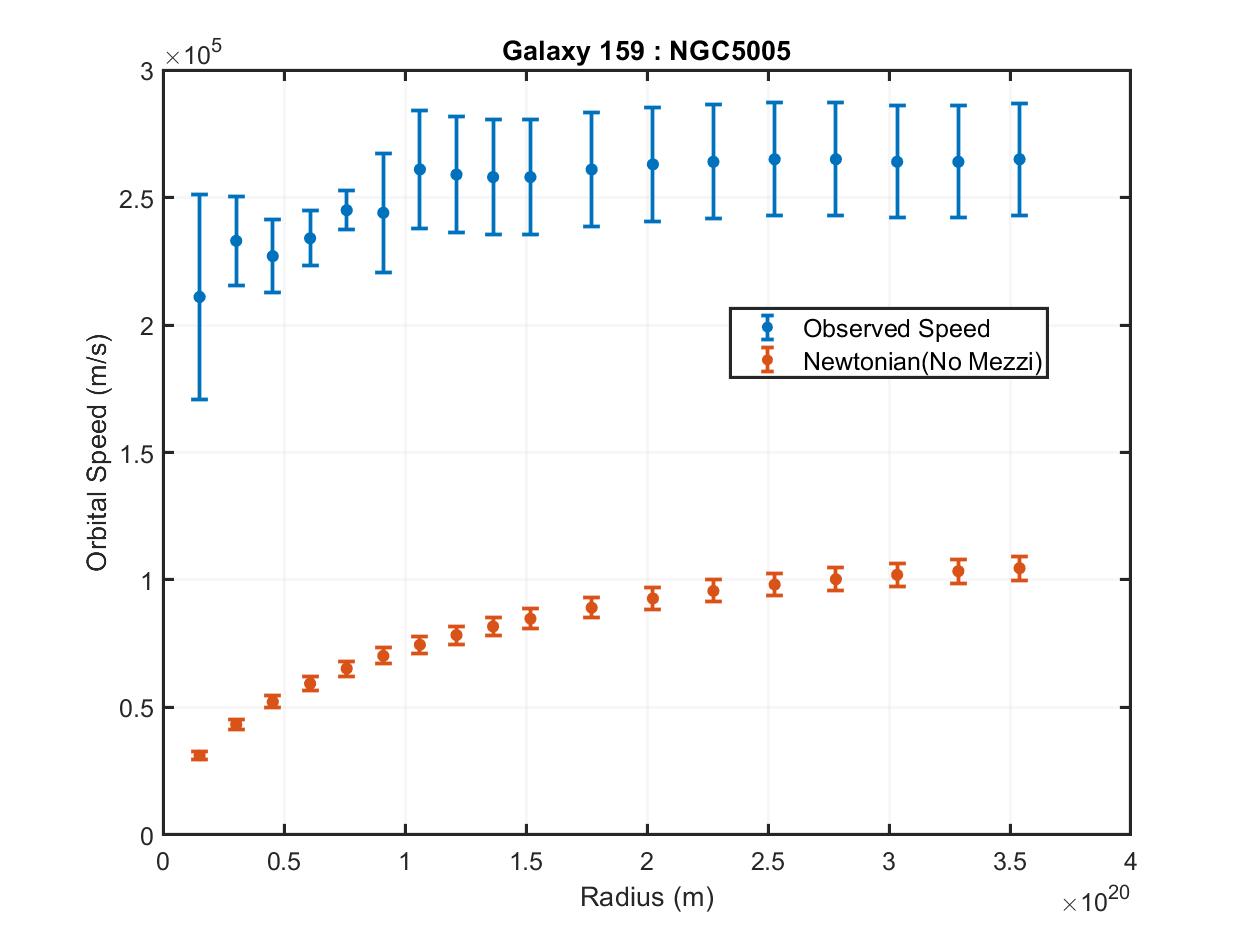 Galaxy 159 : NGC5005
×10^5
3
2.5
2
1.5
1
0.5
0
Orbital Speed (m/s)
Observed Speed
Newtonian(No Mezzi)
0 0.5 1 1.5 2 2.5 3 3.5 4
Radius (m)
×10^20